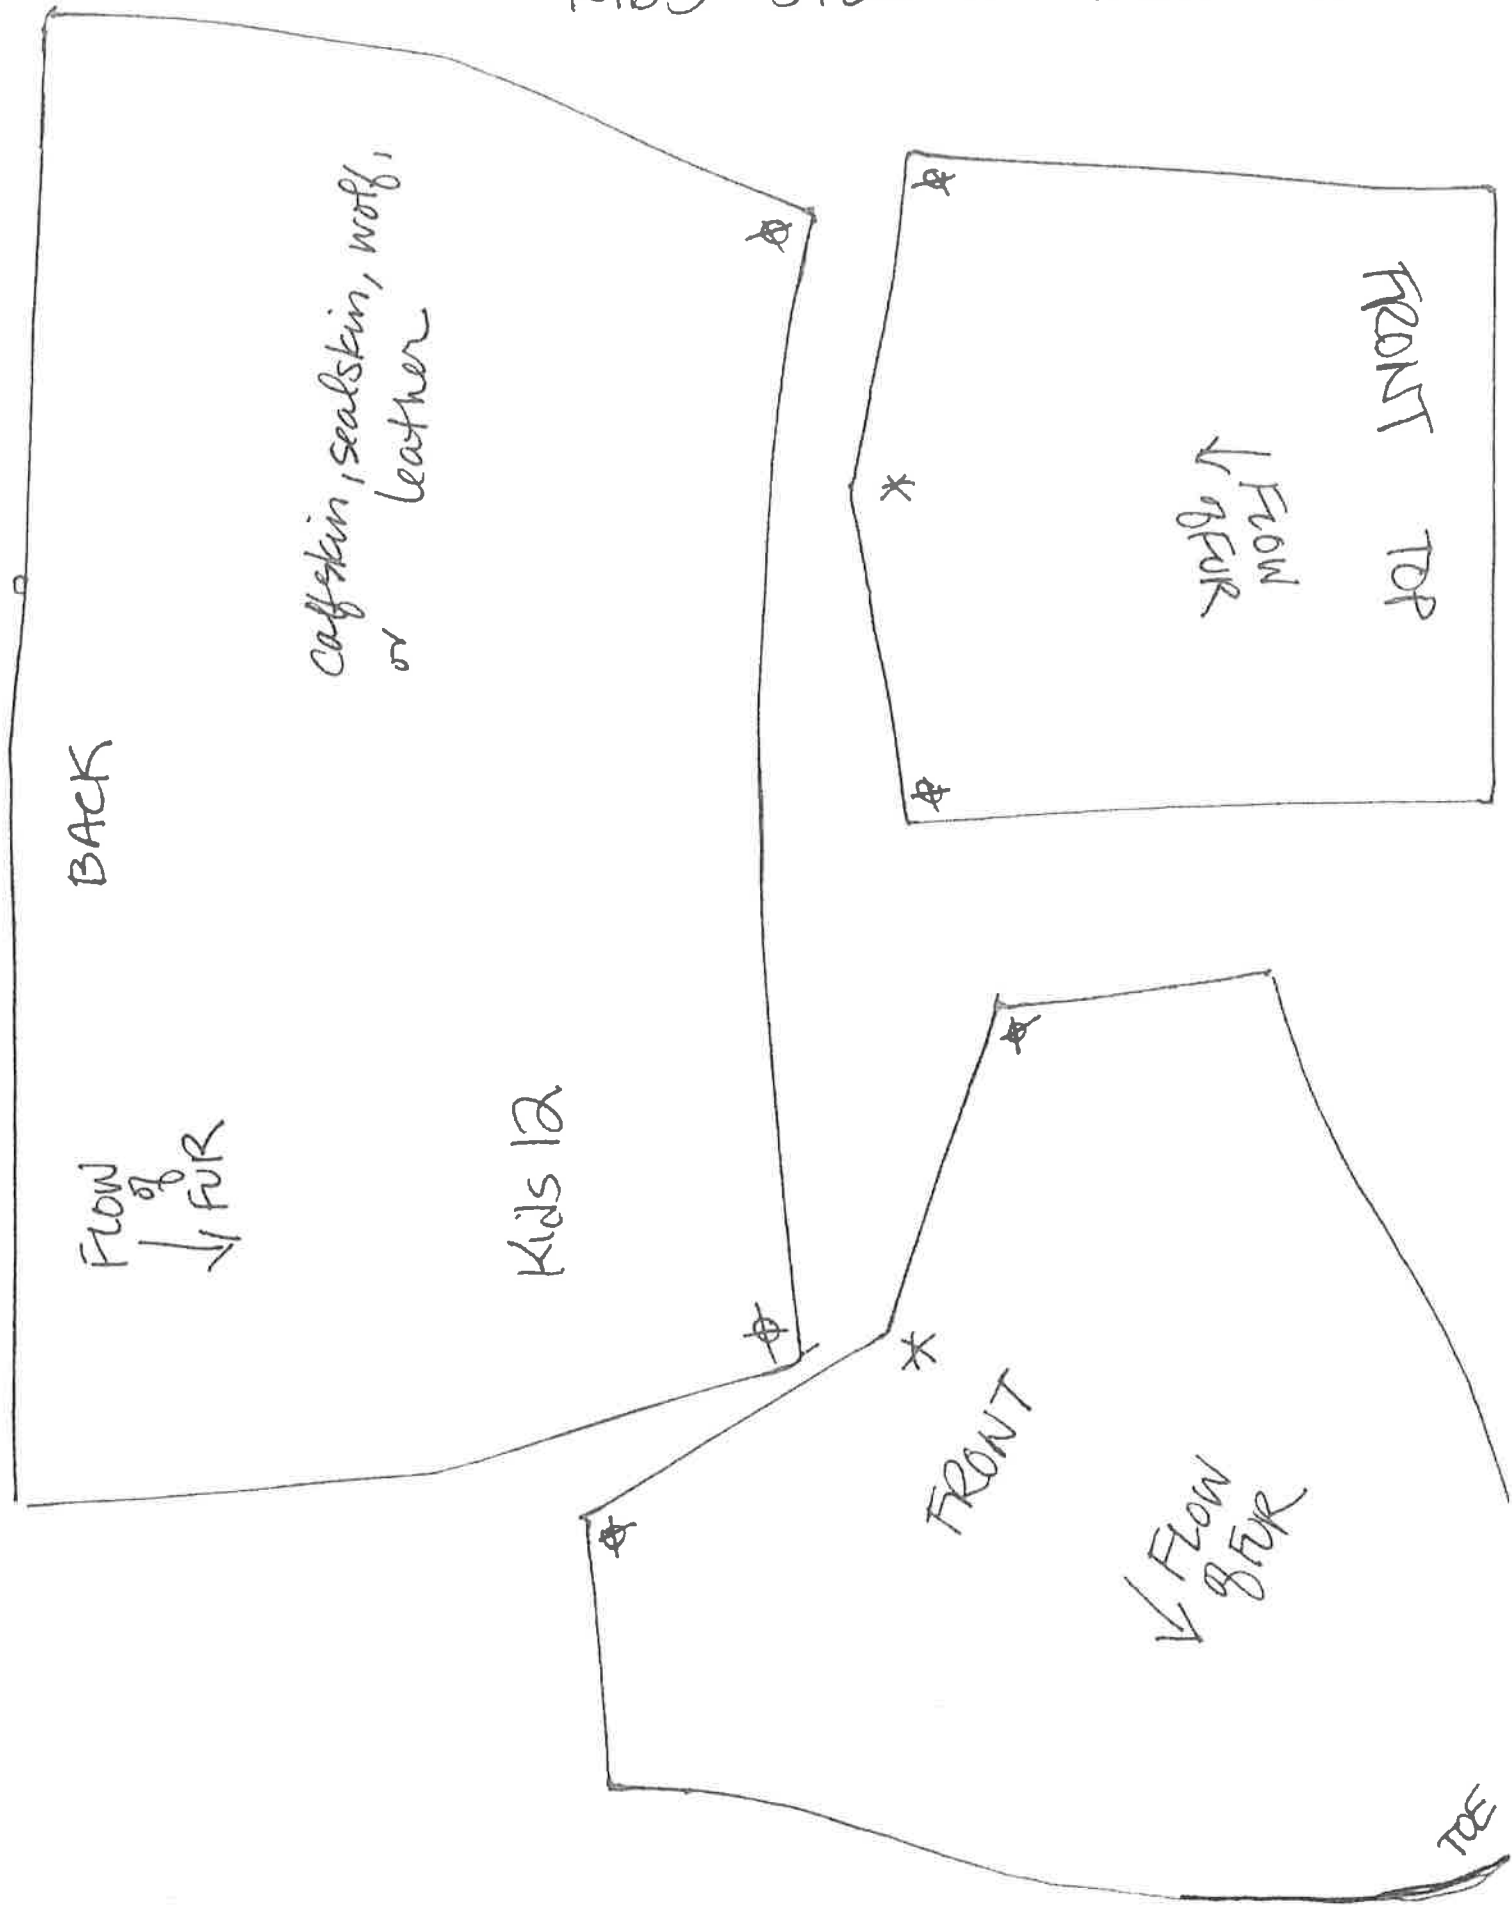 BACK
FLOW
of
FUR
calfskin, sealskin, wolf,
or leather
Kids 12
FRONT TOP
FLOW
of FUR
FRONT
FLOW
of FUR
TOE